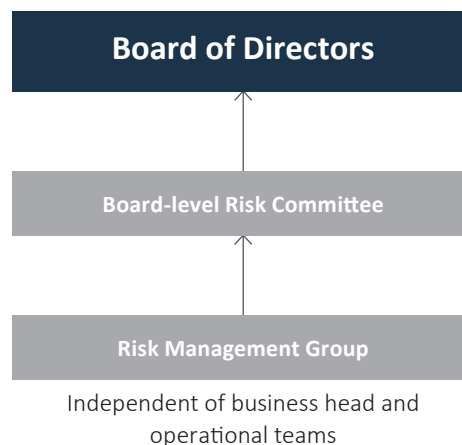 Board of Directors
Board-level Risk Committee
Risk Management Group
Independent of business head and
operational teams